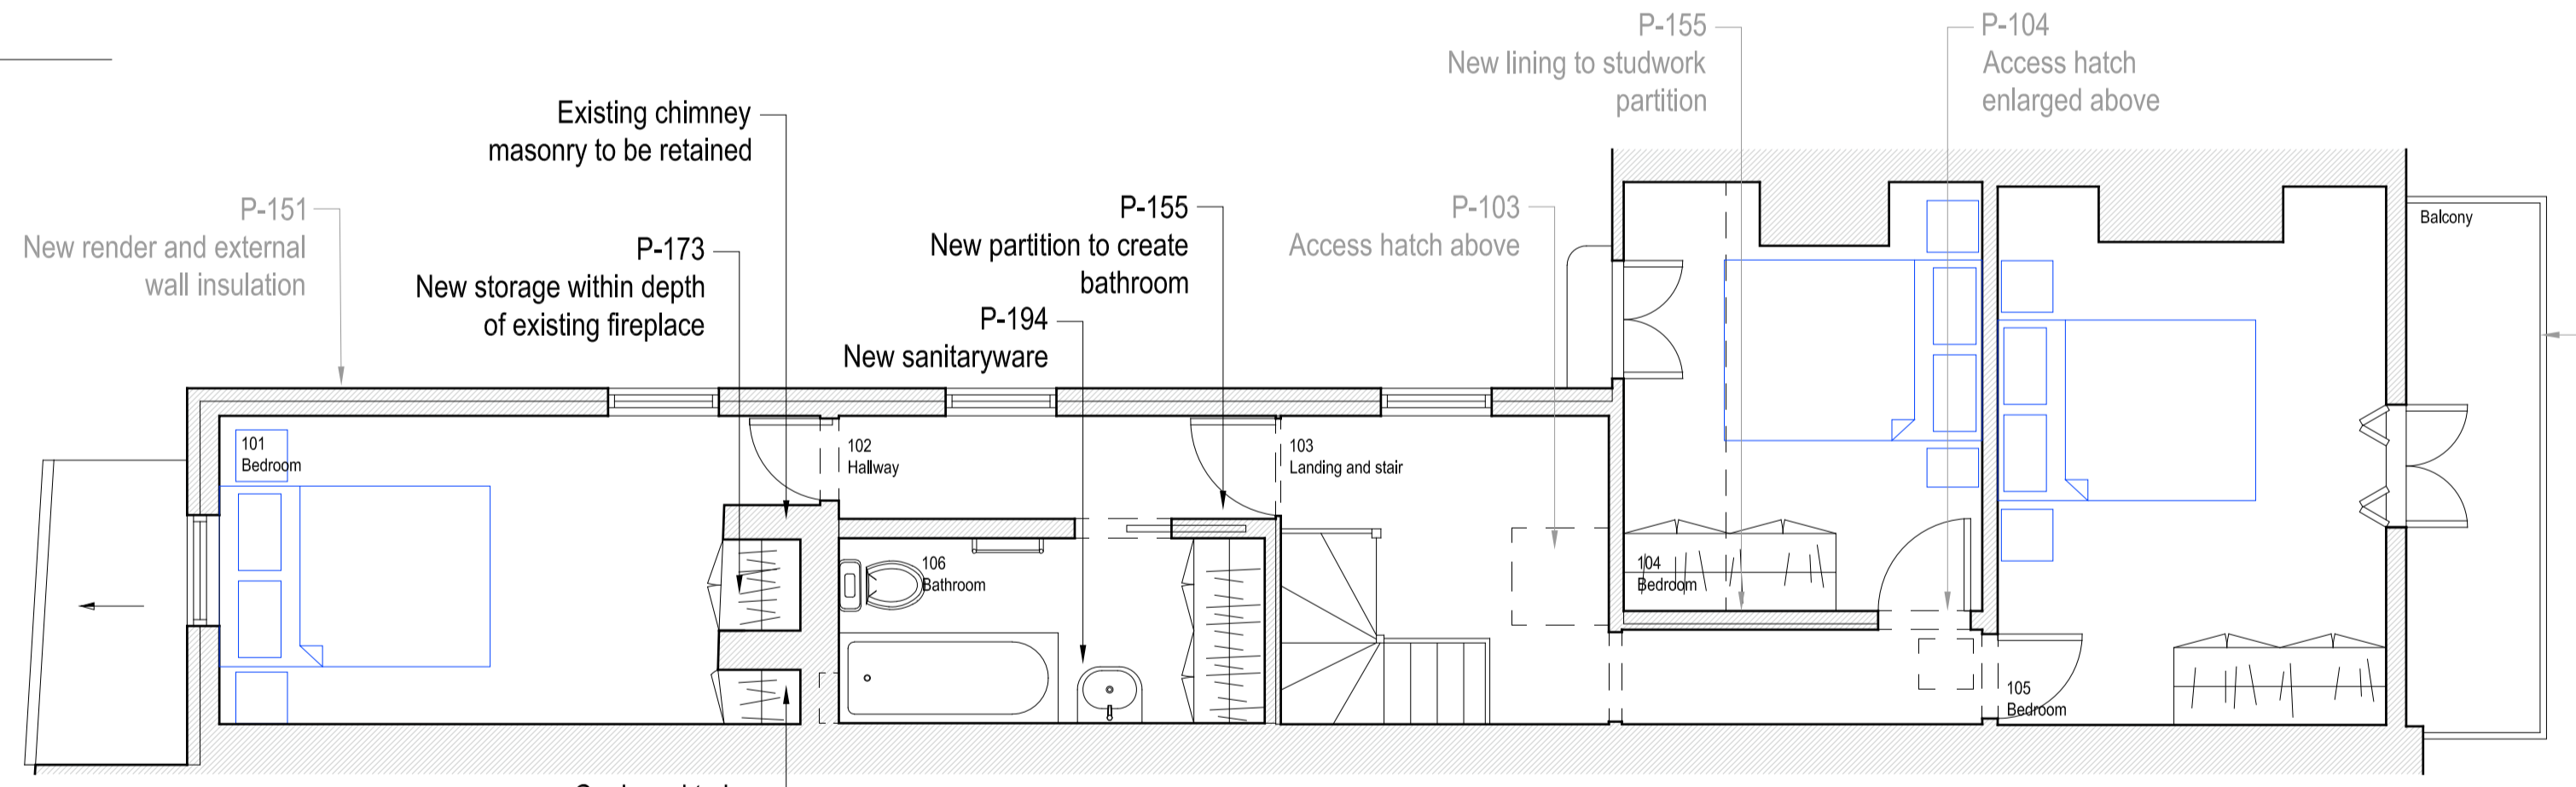 P-155
New lining to studwork
partition
P-104
Access hatch
enlarged above
Existing chimney
masonry to be retained
P-151
New render and external
wall insulation
P-173
New storage within depth
of existing fireplace
P-155
New partition to create
bathroom
P-194
New sanitaryware
P-103
Access hatch above
Balcony
101
Bedroom
102
Hallway
103
Landing and stair
106
Bathroom
104
Bedroom
105
Bedroom